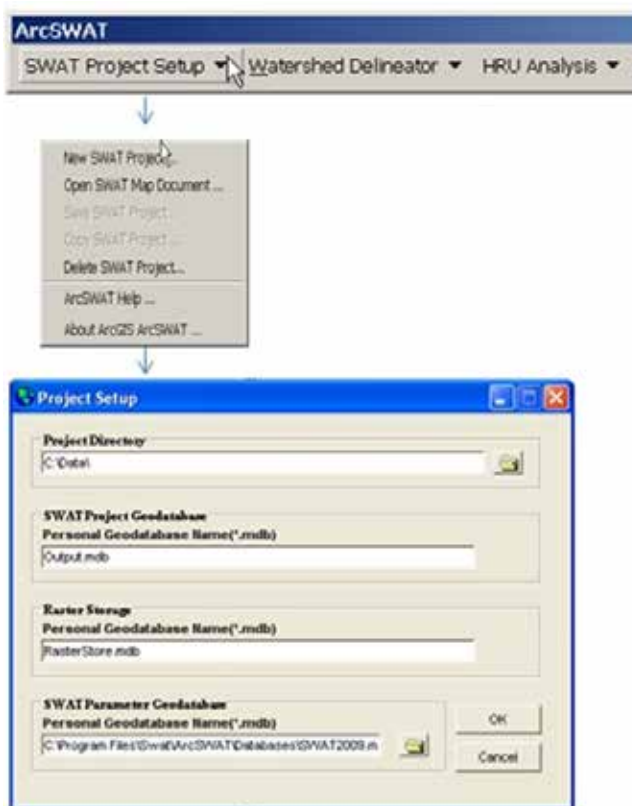 ArcSWAT
SWAT Project Setup Watershed Delineator HRU Analysis
New SWAT Project...
Open SWAT Map Document ...
Save SWAT Project...
Copy SWAT Project ...
Delete SWAT Project...
ArcSWAT Help ...
About ArcGIS ArcSWAT ...
Project Setup
Project Directory
C:\Data\
SWAT Project Geodatabase
Personal Geodatabase Name(*.mdb)
Output.mdb
Raster Storage
Personal Geodatabase Name(*.mdb)
RasterStore.mdb
SWAT Parameter Geodatabase
Personal Geodatabase Name(*.mdb)
C:\Program Files\Swat\ArcSWAT\Databases\SWAT2009.m
OK
Cancel